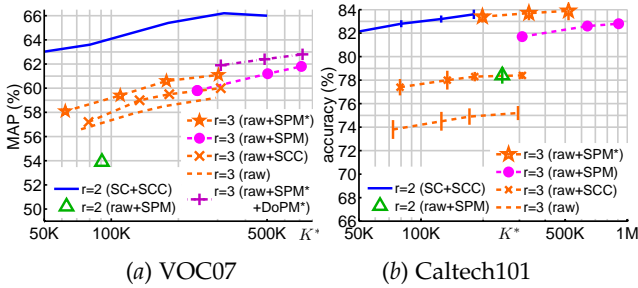 66
64
62
60
58
56
54
52
50
MAP (%)
r=3 (raw+SPM*)
r=3 (raw+SPM)
r=3 (raw+SCC)
r=3 (raw)
r=3 (raw+SPM*
+DoPM*)
r=2 (SC+SCC)
r=2 (raw+SPM)
50K 100K 500K K*
(a) VOC07
84
82
80
78
76
74
72
70
68
66
accuracy (%)
r=3 (raw+SPM*)
r=3 (raw+SPM)
r=3 (raw+SCC)
r=3 (raw)
r=2 (SC+SCC)
r=2 (raw+SPM)
50K 100K K* 500K 1M
(b) Caltech101